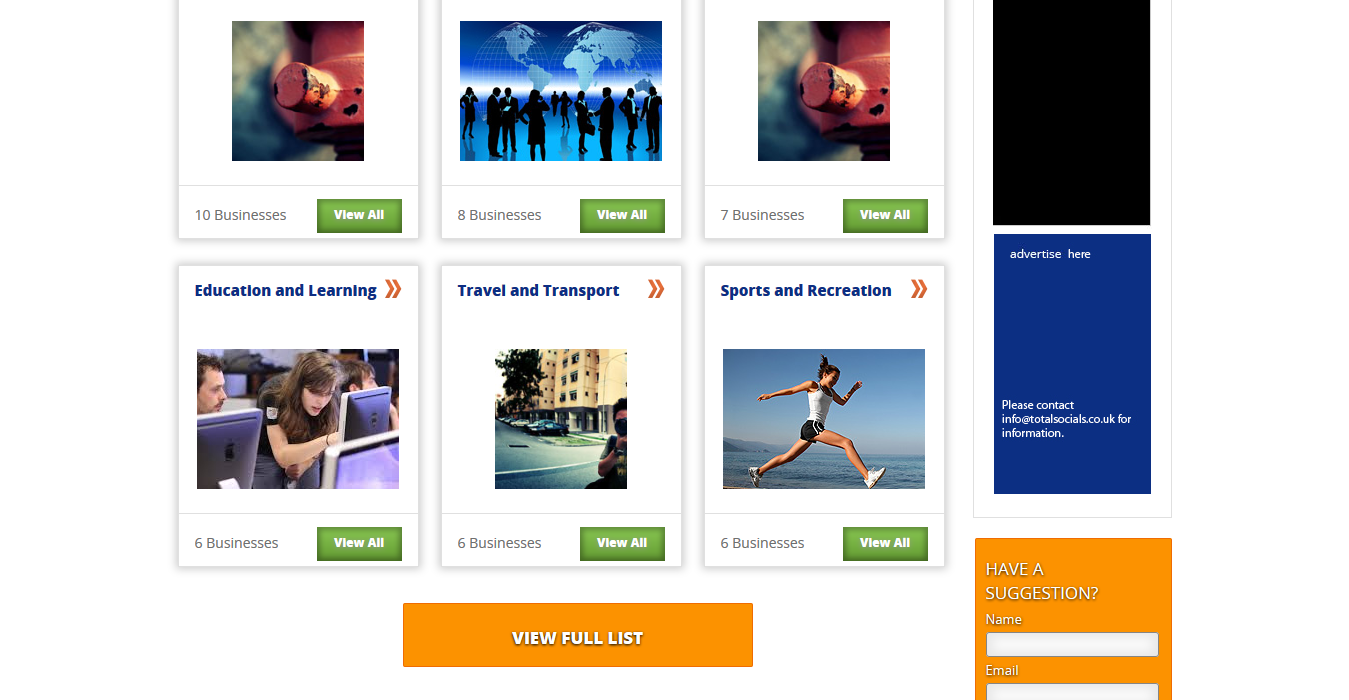 10 Businesses
View All
8 Businesses
View All
7 Businesses
View All
Education and Learning
Travel and Transport
Sports and Recreation
6 Businesses
View All
6 Businesses
View All
6 Businesses
View All
VIEW FULL LIST
advertise here
Please contact
info@totalsocials.co.uk for
information.
HAVE A
SUGGESTION?
Name
Email